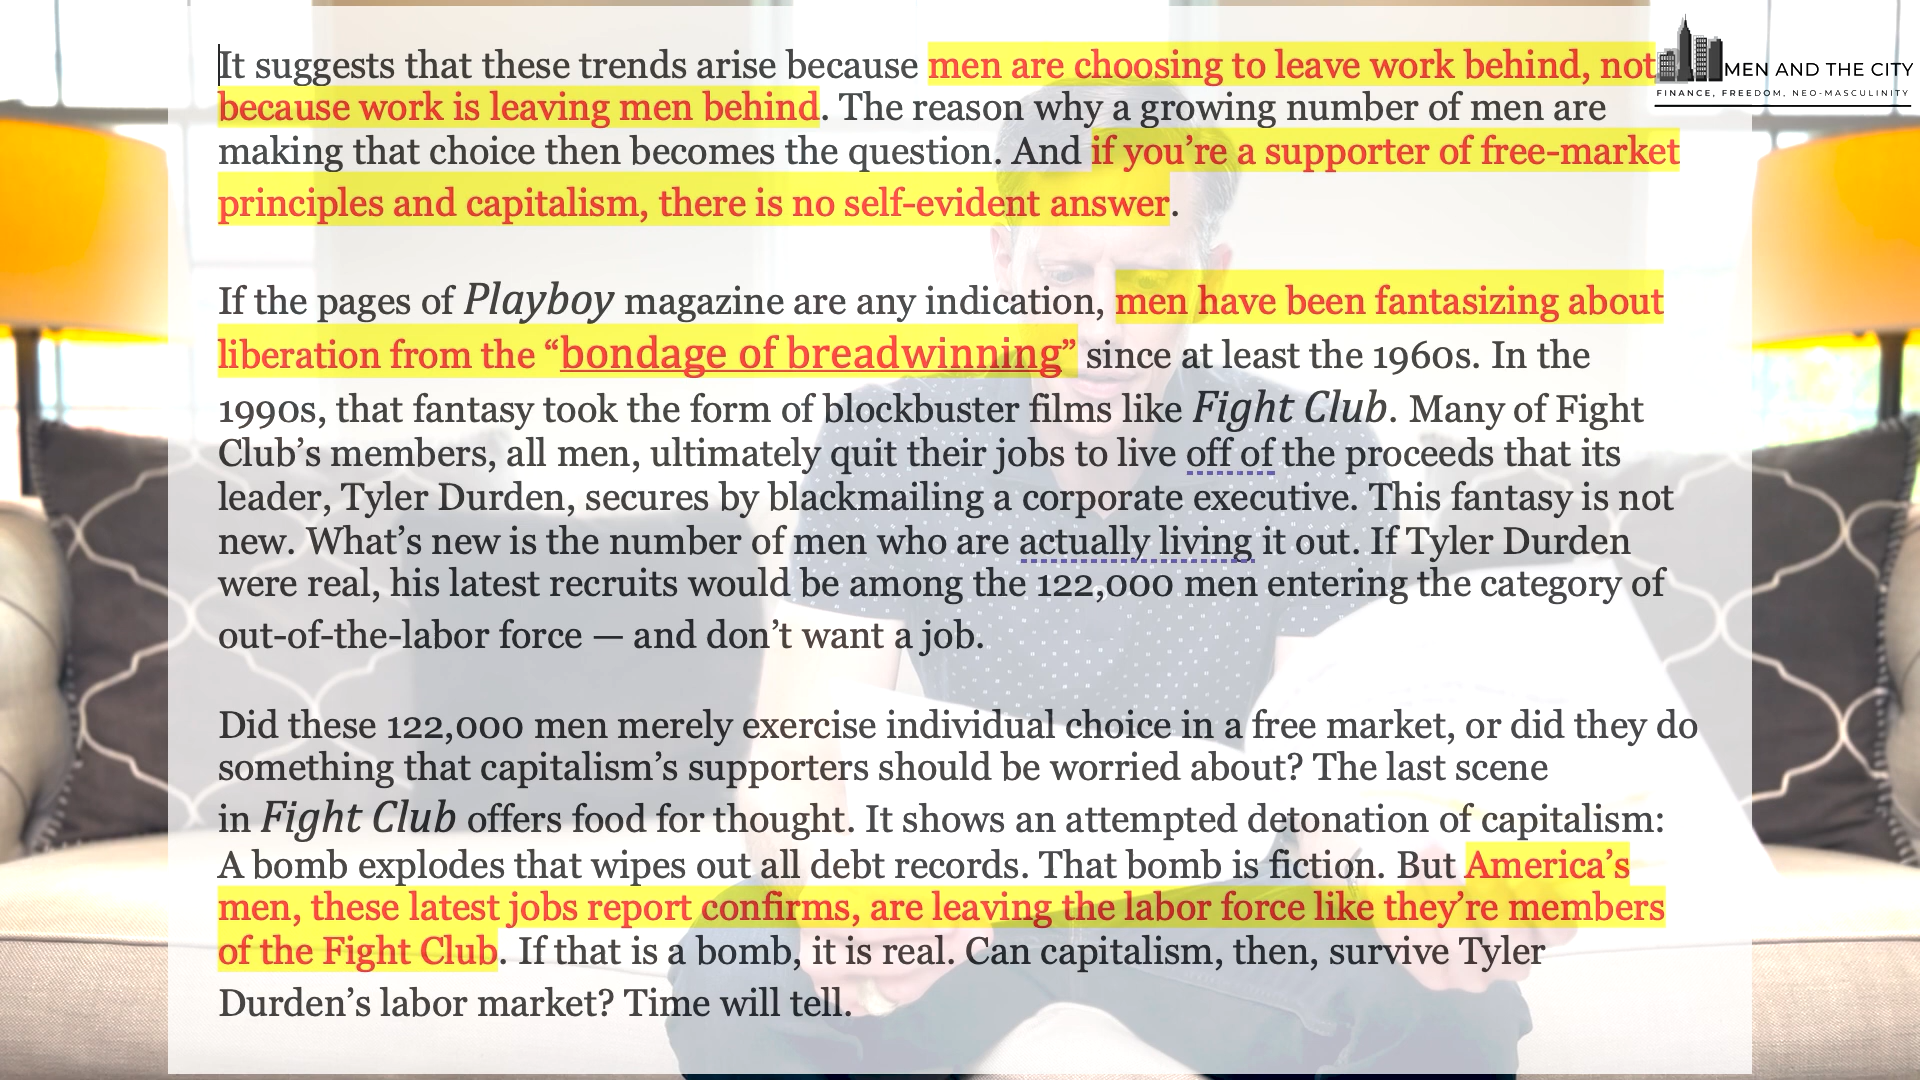 It suggests that these trends arise because men are choosing to leave work behind, not
because work is leaving men behind. The reason why a growing number of men are
making that choice then becomes the question. And if you’re a supporter of free-market
principles and capitalism, there is no self-evident answer.
If the pages of Playboy magazine are any indication, men have been fantasizing about
liberation from the “bondage of breadwinning” since at least the 1960s. In the
1990s, that fantasy took the form of blockbuster films like Fight Club. Many of Fight
Club’s members, all men, ultimately quit their jobs to live off of the proceeds that its
leader, Tyler Durden, secures by blackmailing a corporate executive. This fantasy is not
new. What’s new is the number of men who are actually living it out. If Tyler Durden
were real, his latest recruits would be among the 122,000 men entering the category of
out-of-the-labor force — and don’t want a job.
Did these 122,000 men merely exercise individual choice in a free market, or did they do
something that capitalism’s supporters should be worried about? The last scene
in Fight Club offers food for thought. It shows an attempted detonation of capitalism:
A bomb explodes that wipes out all debt records. That bomb is fiction. But America’s
men, these latest jobs report confirms, are leaving the labor force like they’re members
of the Fight Club. If that is a bomb, it is real. Can capitalism, then, survive Tyler
Durden’s labor market? Time will tell.
MEN AND THE CITY
FINANCE, FREEDOM, NEO-MASCULINITY